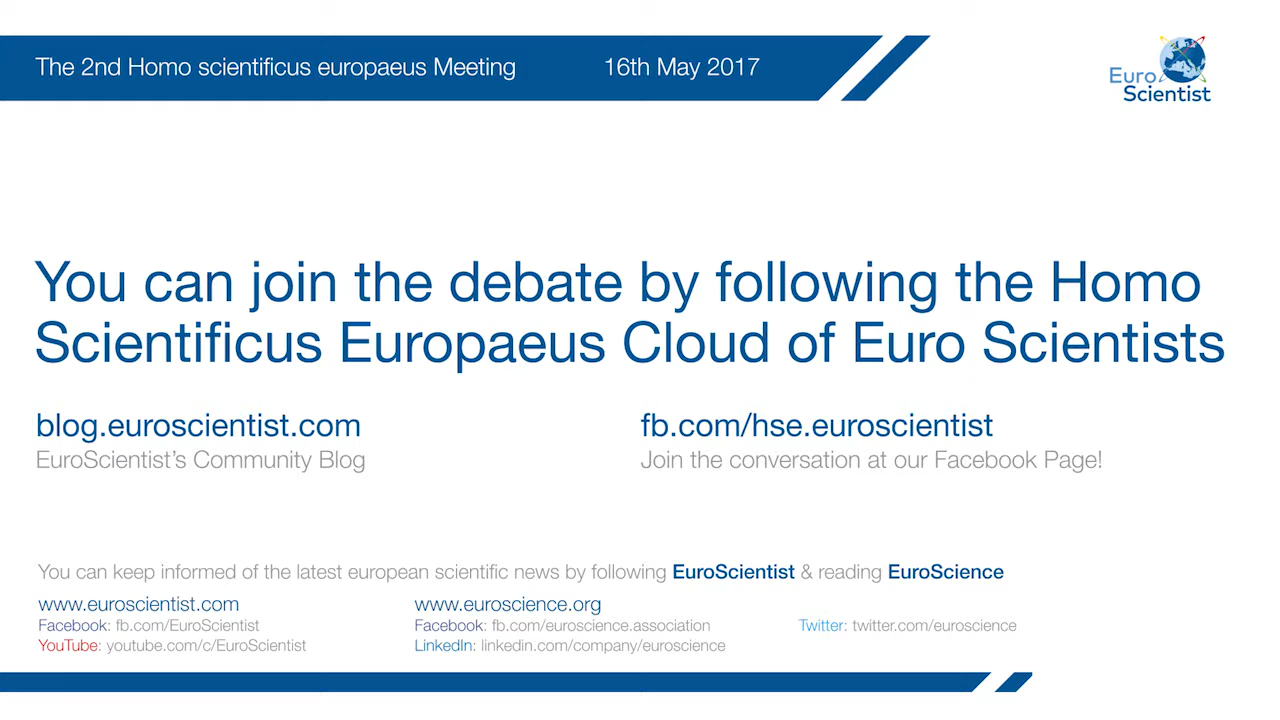 The 2nd Homo scientificus europaeus Meeting 16th May 2017
Euro
Scientist
You can join the debate by following the Homo
Scientificus Europaeus Cloud of Euro Scientists
blog.euroscientist.com
EuroScientist's Community Blog
fb.com/hse.euroscientist
Join the conversation at our Facebook Page!
You can keep informed of the latest european scientific news by following EuroScientist & reading EuroScience
www.euroscientist.com
Facebook: fb.com/EuroScientist
YouTube: youtube.com/c/EuroScientist
www.euroscience.org
Facebook: fb.com/euroscience.association
LinkedIn: linkedin.com/company/euroscience
Twitter: twitter.com/euroscience